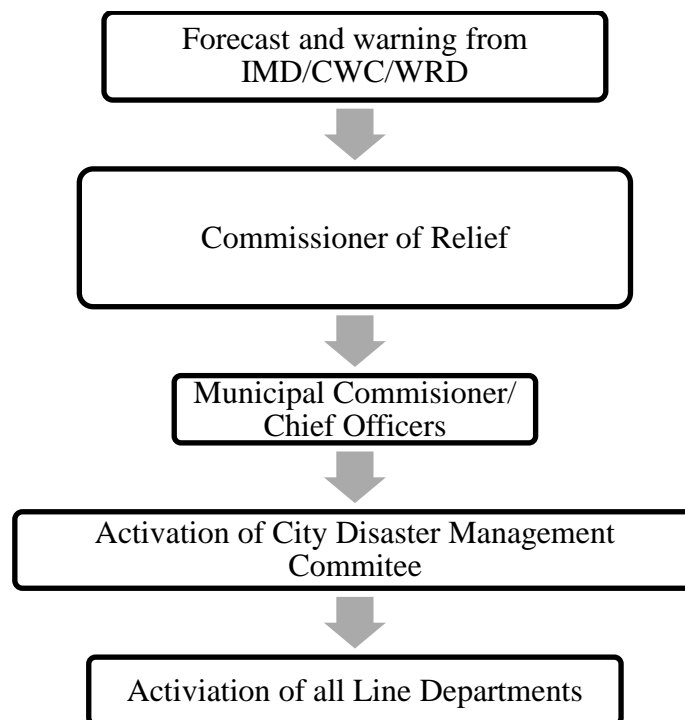 Forecast and warning from
IMD/CWC/WRD
Commissioner of Relief
Municipal Commisioner/
Chief Officers
Activation of City Disaster Management
Commitee
Activiation of all Line Departments